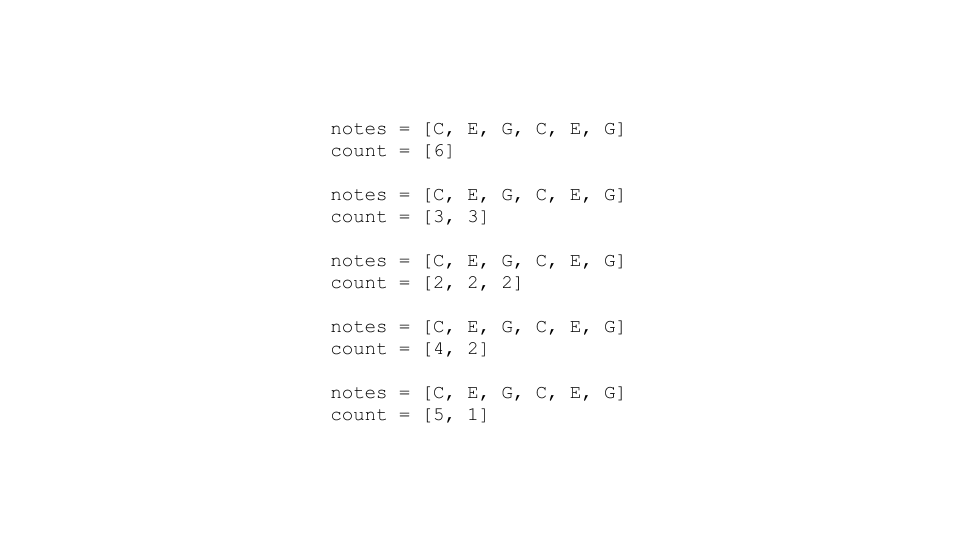 notes = [C, E, G, C, E, G]
count = [6]
notes = [C, E, G, C, E, G]
count = [3, 3]
notes = [C, E, G, C, E, G]
count = [2, 2, 2]
notes = [C, E, G, C, E, G]
count = [4, 2]
notes = [C, E, G, C, E, G]
count = [5, 1]